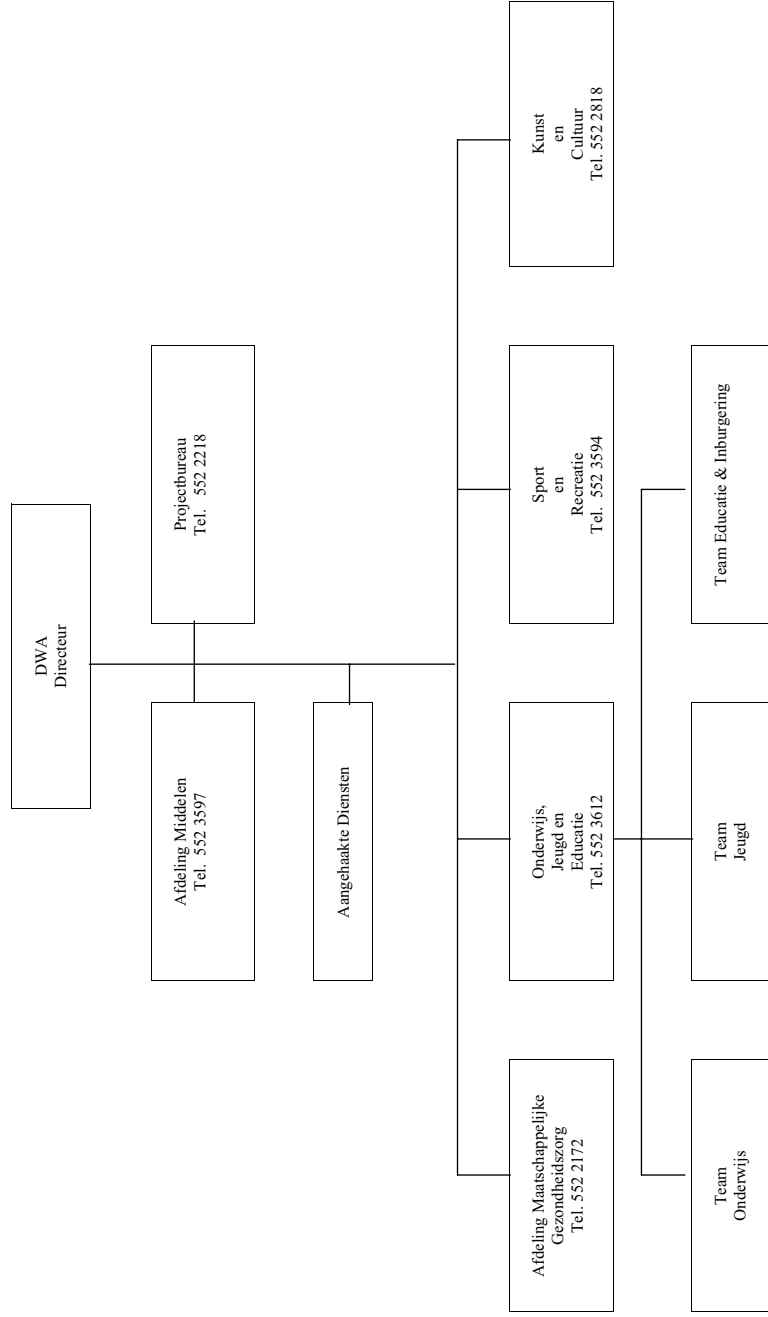 DWA
Directeur
Afdeling Middelen
Tel. 552 3597
Projectbureau
Tel. 552 2218
Aangehaakte Diensten
Afdeling Maatschappelijke
Gezondheidszorg
Tel. 552 2172
Onderwijs,
Jeugd en
Educatie
Tel. 552 3612
Sport
en
Recreatie
Tel. 552 3594
Kunst
en
Cultuur
Tel. 552 2818
Team
Onderwijs
Team
Jeugd
Team Educatie & Inburgering